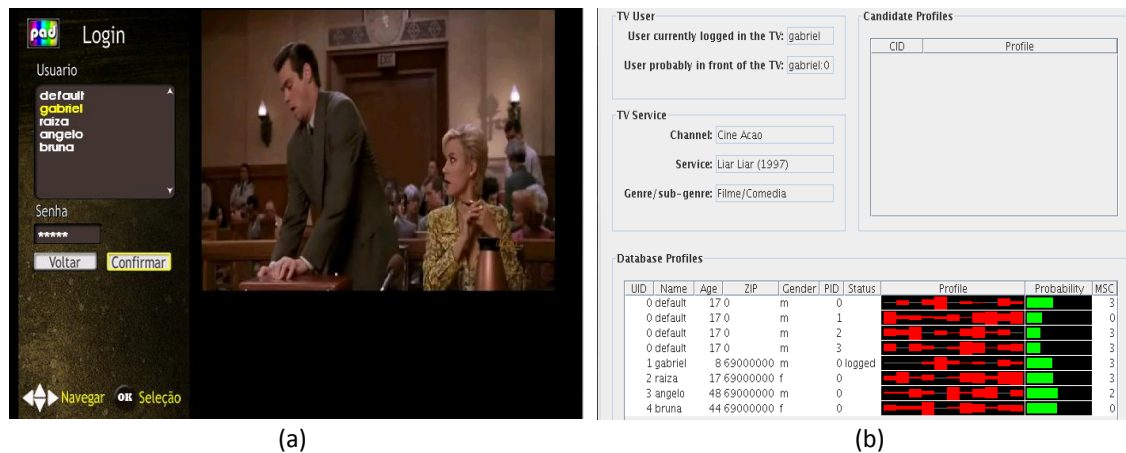 pad Login
Usuario
default
gabriel
raiza
angelo
bruna
Senha
*****
Voltar Confirmar
Navegar OK Seleção
(a)
TV User
User currently logged in the TV: gabriel
User probably in front of the TV: gabriel:0
TV Service
Channel: Cine Acao
Service: Liar Liar (1997)
Genre/sub-genre: Filme/Comedia
Candidate Profiles
CID Profile
Database Profiles
UID Name Age ZIP Gender PID Status Profile Probability MSC
0 default 17 0 m 0 3
0 default 17 0 m 1 0
0 default 17 0 m 2 3
0 default 17 0 m 3 3
1 gabriel 8 69000000 m 0 logged 3
2 raiza 17 69000000 f 0 3
3 angelo 48 69000000 m 0 2
4 bruna 44 69000000 f 0 0
(b)